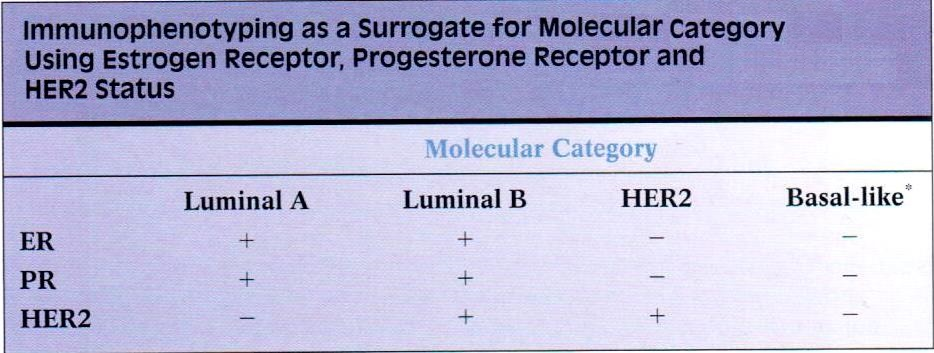 Immunophenotyping as a Surrogate for Molecular Category
Using Estrogen Receptor, Progesterone Receptor and
HER2 Status
Molecular Category
Luminal A Luminal B HER2 Basal-like*
ER + + − −
PR + + − −
HER2 − + + −